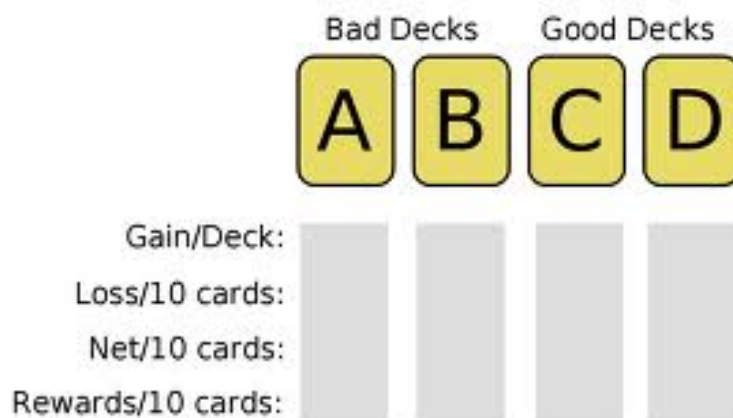 Bad Decks Good Decks
A B C D
Gain/Deck:
Loss/10 cards:
Net/10 cards:
Rewards/10 cards: